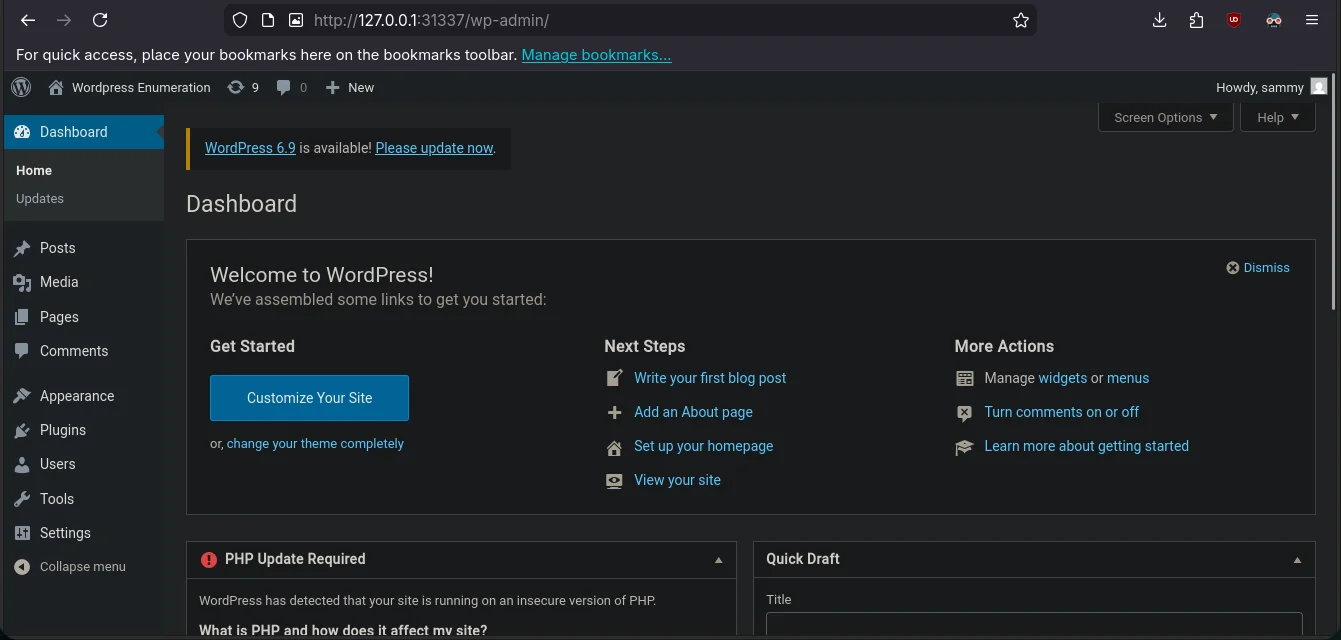 http://127.0.0.1:31337/wp-admin/
For quick access, place your bookmarks here on the bookmarks toolbar. Manage bookmarks...
Wordpress Enumeration 9 0 New Howdy, sammy
Screen Options Help
Dashboard
Home
Updates
Posts
Media
Pages
Comments
Appearance
Plugins
Users
Tools
Settings
Collapse menu
WordPress 6.9 is available! Please update now.
Dashboard
Welcome to WordPress!
We've assembled some links to get you started:
Dismiss
Get Started
Customize Your Site
or, change your theme completely
Next Steps
Write your first blog post
Add an About page
Set up your homepage
View your site
More Actions
Manage widgets or menus
Turn comments on or off
Learn more about getting started
PHP Update Required
WordPress has detected that your site is running on an insecure version of PHP.
What is PHP and how does it affect my site?
Quick Draft
Title